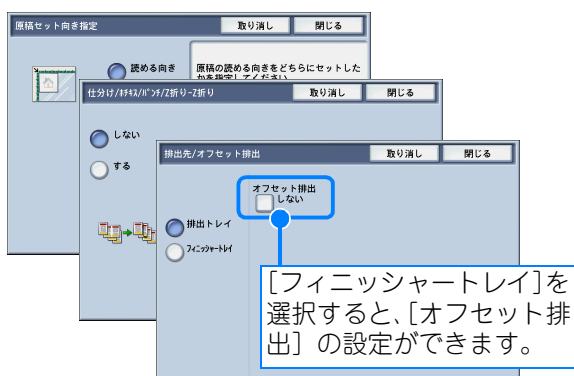 原稿セット向き指定 取り消し 閉じる
読める向き 原稿の読める向きをどちらにセットした
かを指定してください
仕分け/ﾎﾁｷｽ/ﾊﾟﾝﾁ/Z折り-Z折り 取り消し 閉じる
しない
する
排出先/オフセット排出 取り消し 閉じる
オフセット排出
しない
排出トレイ
ﾌｨﾆｯｼｬｰﾄﾚｲ
[フィニッシャートレイ]を
選択すると、[オフセット排
出］の設定ができます。